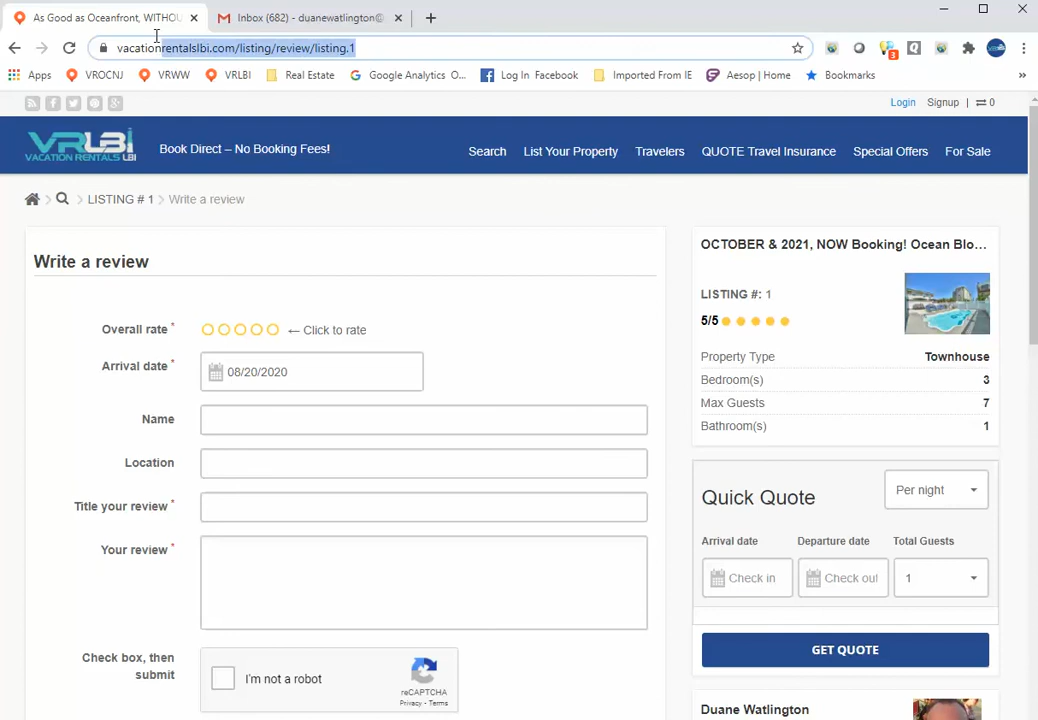 As Good as Oceanfront, WITHOU
Inbox (682) - duanewatlington@
vacationrentalslbi.com/listing/review/listing.1
3
Apps
VROCNJ
VRWW
VRLBI
Real Estate
Google Analytics O...
Log In Facebook
Imported From IE
Aesop | Home
Bookmarks
Login
Signup
0
VRLBI
VACATION RENTALS LBI
Book Direct – No Booking Fees!
Search
List Your Property
Travelers
QUOTE Travel Insurance
Special Offers
For Sale
LISTING # 1
Write a review
Write a review
Overall rate *
← Click to rate
Arrival date *
08/20/2020
Name
Location
Title your review *
Your review *
Check box, then
submit
I'm not a robot
reCAPTCHA
Privacy - Terms
OCTOBER & 2021, NOW Booking! Ocean Blo...
LISTING #: 1
5/5
Property Type
Townhouse
Bedroom(s)
3
Max Guests
7
Bathroom(s)
1
Quick Quote
Per night
Arrival date
Departure date
Total Guests
Check in
Check out
1
GET QUOTE
Duane Watlington